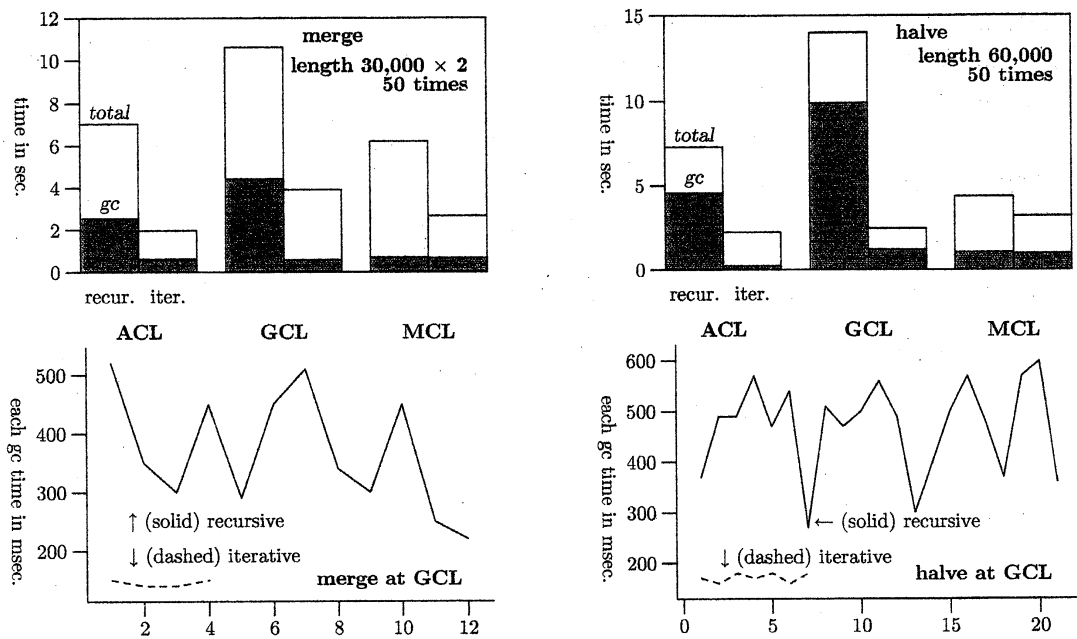 12
10
8
6
4
2
0
time in sec.
merge
length 30,000 × 2
50 times
total
gc
recur. iter.
ACL GCL MCL
15
10
5
0
time in sec.
halve
length 60,000
50 times
total
gc
recur. iter.
ACL GCL MCL
500
400
300
200
each gc time in msec.
↑ (solid) recursive
↓ (dashed) iterative
merge at GCL
2 4 6 8 10 12
600
500
400
300
200
each gc time in msec.
← (solid) recursive
↓ (dashed) iterative
halve at GCL
0 5 10 15 20